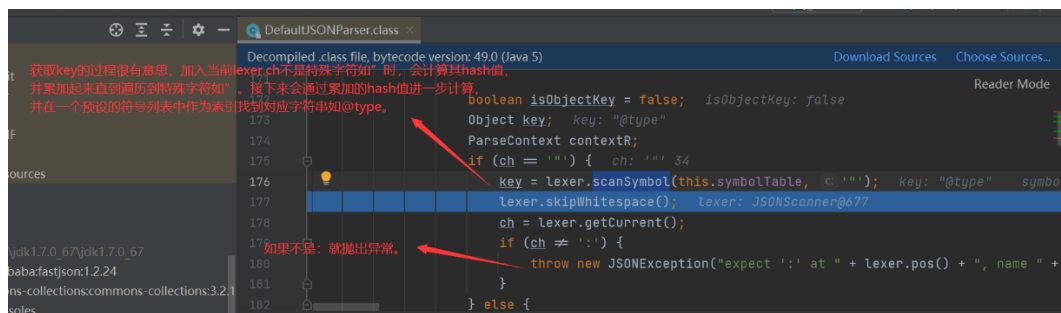 DefaultJSONParser.class
Decompiled .class file, bytecode version: 49.0 (Java 5)
Download Sources
Choose Sources...
获取key的过程很有意思，加入当前lexer.ch不是特殊字符如”时，会计算其hash值，
并累加起来直到遍历到特殊字符如”。接下来会通过累加的hash值进一步计算，
并在一个预设的符号列表中作为索引找到对应字符串如@type。
Reader Mode
boolean isObjectKey = false; isObjectKey: false
173 Object key; key: "@type"
174 ParseContext contextR;
175 if (ch == '"') { ch: '"' 34
176 key = lexer.scanSymbol(this.symbolTable, c: '"'); key: "@type" symbo
177 lexer.skipWhitespace(); lexer: JSONScanner@677
178 ch = lexer.getCurrent();
if (ch ≠ ':') {
如果不是：就抛出异常。
180 throw new JSONException("expect ':' at " + lexer.pos() + ", name " +
181 }
182 } else {
sources
\jdk1.7.0_67\jdk1.7.0_67
baba:fastjson:1.2.24
ns-collections:commons-collections:3.2.1
soles